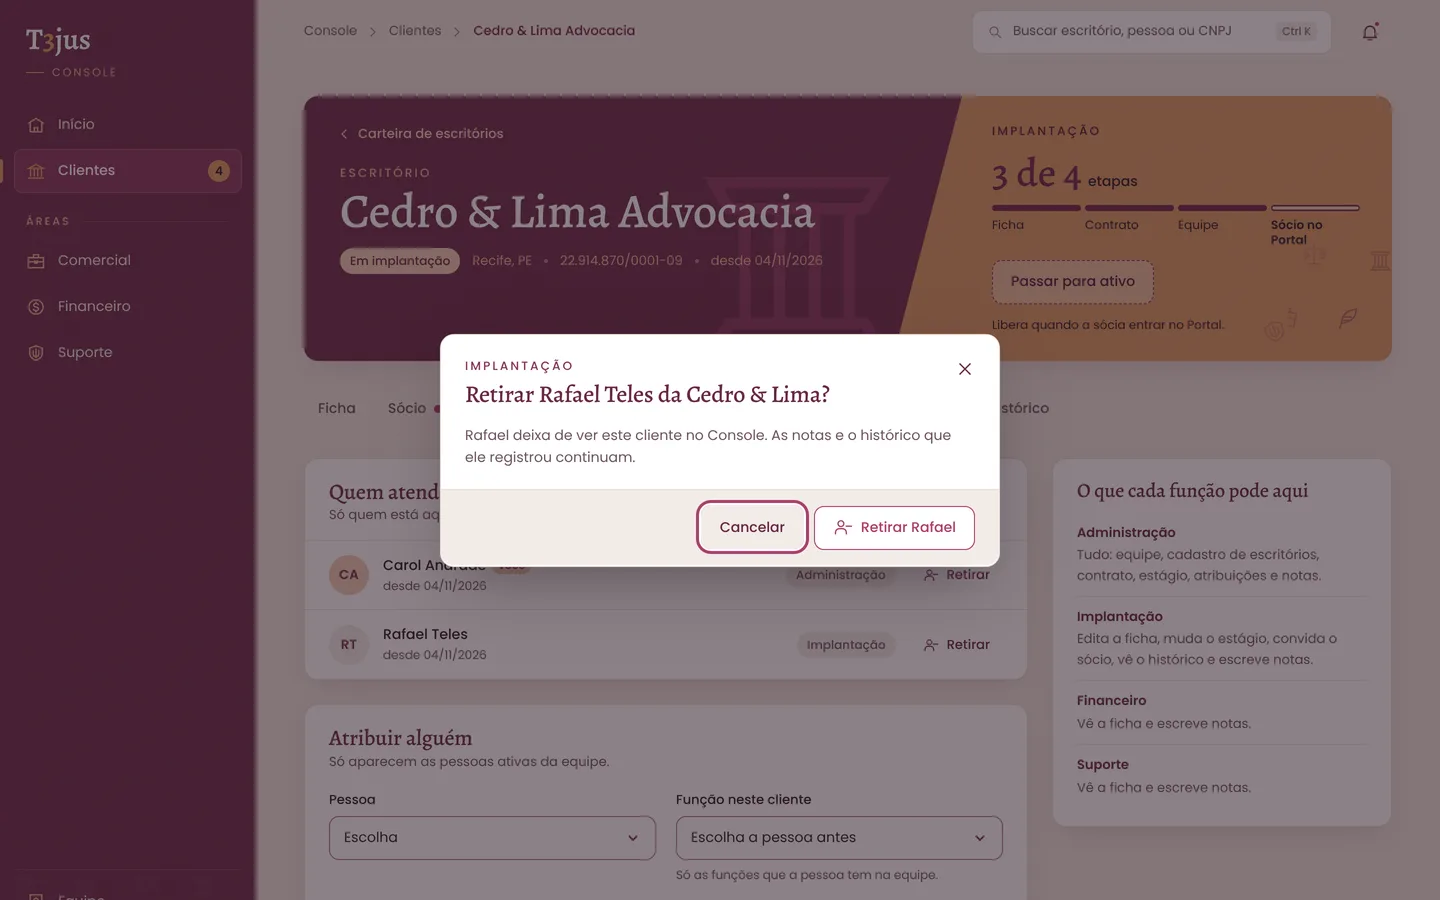 T3jus
CONSOLE
Início
Clientes
4
ÁREAS
Comercial
Financeiro
Suporte
Console
Clientes
Cedro & Lima Advocacia
Buscar escritório, pessoa ou CNPJ
Ctrl K
Carteira de escritórios
ESCRITÓRIO
Cedro & Lima Advocacia
Em implantação
Recife, PE • 22.914.870/0001-09 • desde 04/11/2026
IMPLANTAÇÃO
3 de 4 etapas
Ficha
Contrato
Equipe
Sócio no
Portal
Passar para ativo
Libera quando a sócia entrar no Portal.
Ficha
Sócio
IMPLANTAÇÃO
Retirar Rafael Teles da Cedro & Lima?
Rafael deixa de ver este cliente no Console. As notas e o histórico que
ele registrou continuam.
Cancelar
Retirar Rafael
stórico
Quem atend
Só quem está aq
CA
Carol Andrade
desde 04/11/2026
Administração
Retirar
RT
Rafael Teles
desde 04/11/2026
Implantação
Retirar
Atribuir alguém
Só aparecem as pessoas ativas da equipe.
Pessoa
Escolha
Função neste cliente
Escolha a pessoa antes
Só as funções que a pessoa tem na equipe.
O que cada função pode aqui
Administração
Tudo: equipe, cadastro de escritórios,
contrato, estágio, atribuições e notas.
Implantação
Edita a ficha, muda o estágio, convida o
sócio, vê o histórico e escreve notas.
Financeiro
Vê a ficha e escreve notas.
Suporte
Vê a ficha e escreve notas.